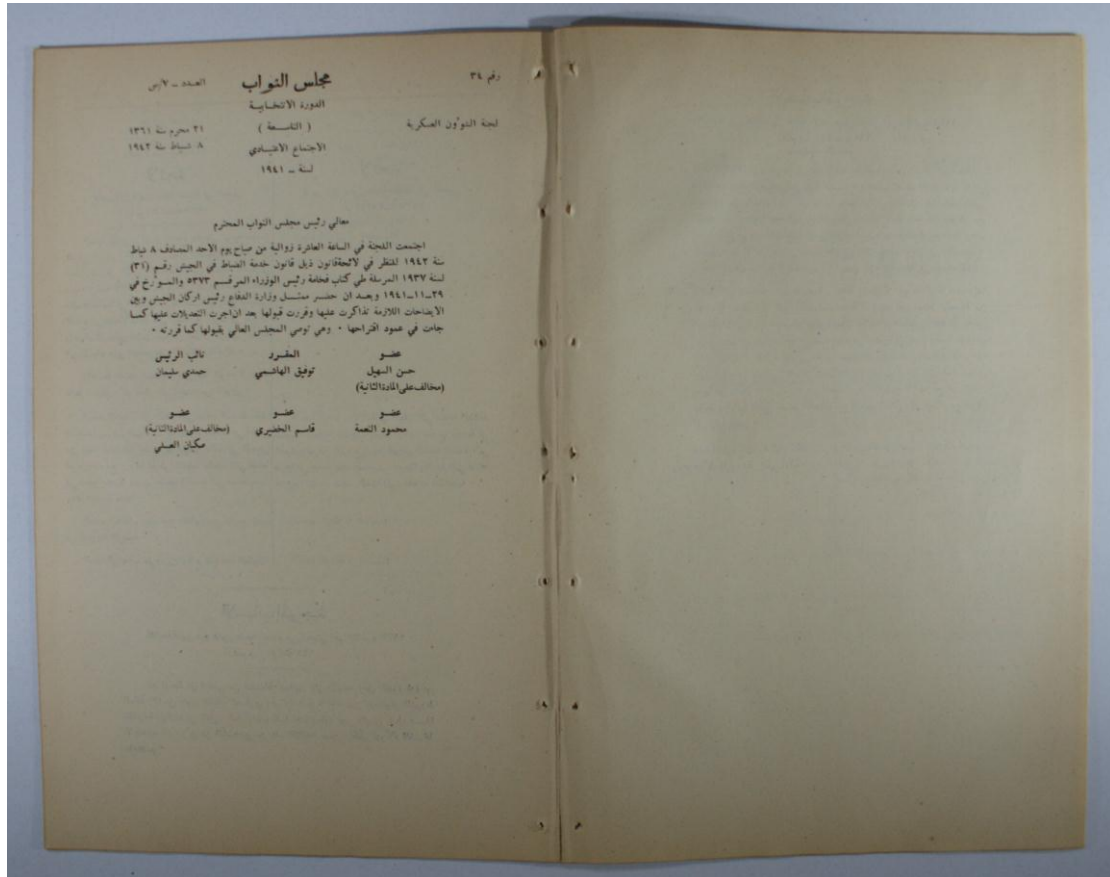 رقم ٣٤
مجلس النواب
العدد ـ ٧/س
الدورة الانتخابية
لجنة الشؤون العسكرية
( التاسعة )
٢١ محرم سنة ١٣٦١
الاجتماع الاعتيادي
٨ شباط سنة ١٩٤٢
لسنة ـ ١٩٤١
معالي رئيس مجلس النواب المحترم
اجتمعت اللجنة في الساعة العاشرة زوالية من صباح يوم الاحد المصادف ٨ شباط
سنة ١٩٤٢ للنظر في لائحةقانون ذيل قانون خدمة الضباط في الجيش رقم (٣١)
لسنة ١٩٣٧ المرسلة طي كتاب فخامة رئيس الوزراء المرقم ٥٣٧٣ والمؤرخ في
٢٩ـ١١ـ١٩٤١ وبعد ان حضر ممثل وزارة الدفاع رئيس اركان الجيش وبين
الايضاحات اللازمة تذاكرت عليها وقررت قبولها بعد ان اجرت التعديلات عليها كما
جاءت في عمود اقتراحها ٠ وهي توصي المجلس العالي بقبولها كما قررته ٠
عضو المقرر نائب الرئيس
حسن السهيل توفيق الهاشمي حمدي سليمان
(مخالف على المادة الثانية)
عضو عضو عضو
محمود النعمة قاسم الخضيري (مخالف على المادة الثانية)
سكبان العلي